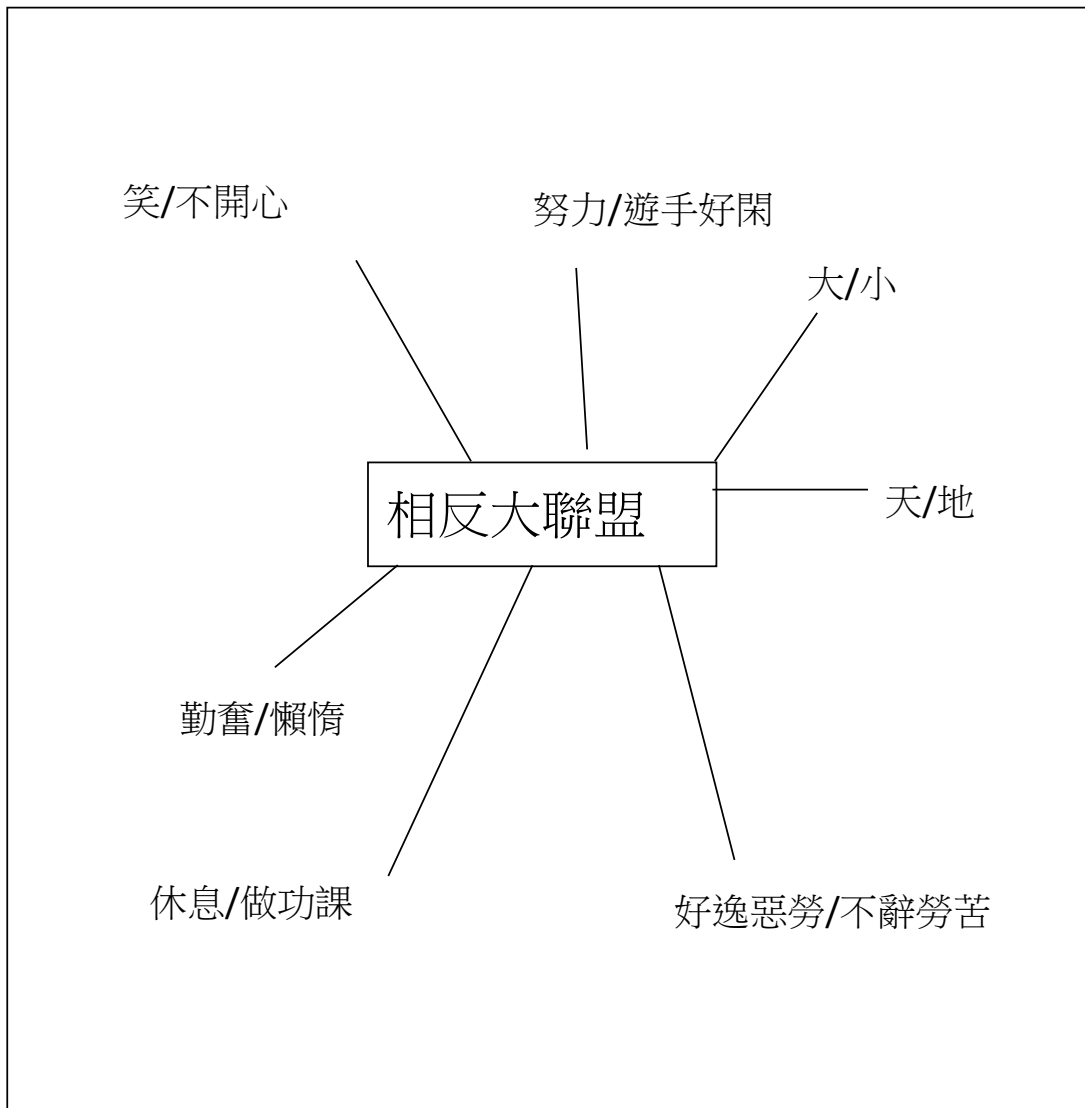 笑/不開心
努力/遊手好閑
大/小
相反大聯盟
天/地
勤奮/懶惰
休息/做功課
好逸惡勞/不辭勞苦